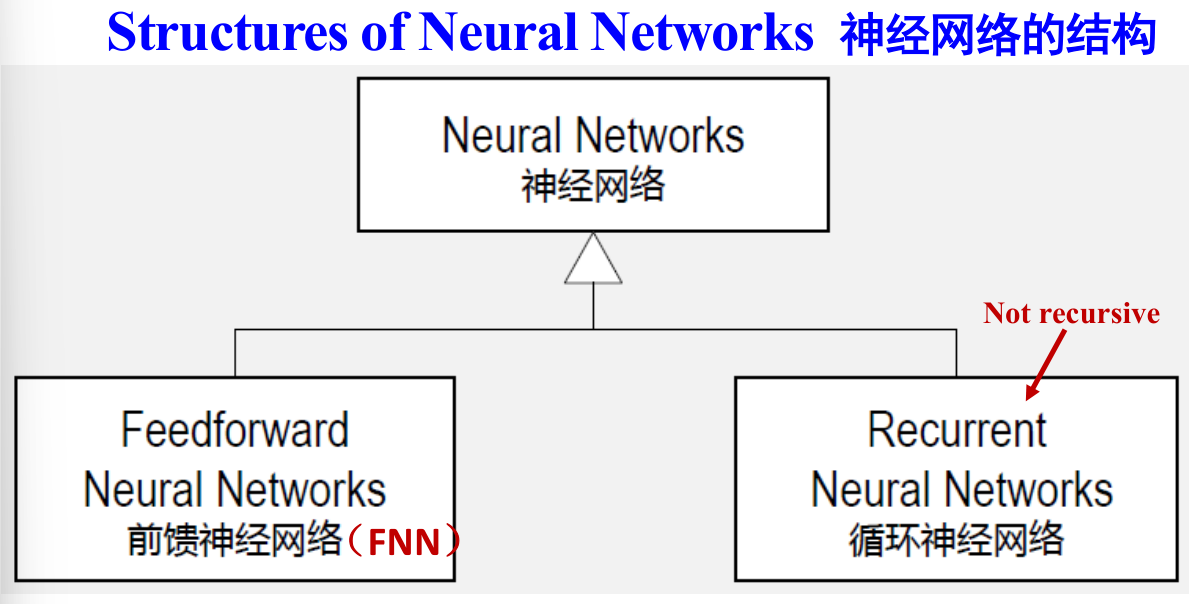 Structures of Neural Networks 神经网络的结构
Neural Networks
神经网络
Not recursive
Feedforward
Neural Networks
前馈神经网络（FNN）
Recurrent
Neural Networks
循环神经网络